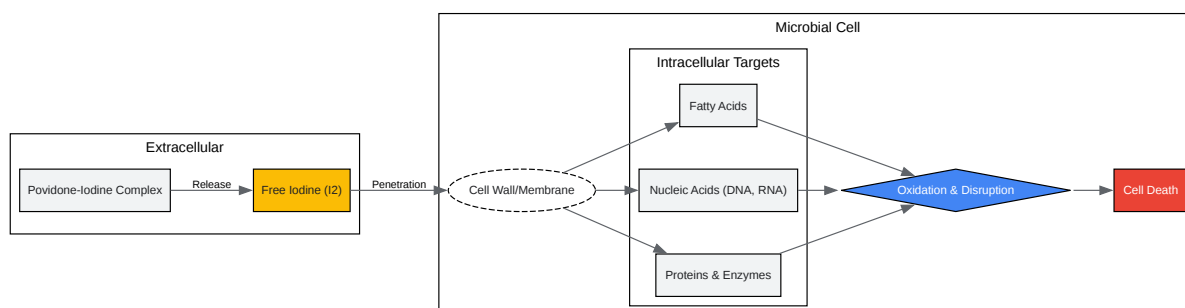 Microbial Cell
Intracellular Targets
Fatty Acids
Extracellular
Povidone-Iodine Complex
Release
Free Iodine (I2)
Penetration
Cell Wall/Membrane
Nucleic Acids (DNA, RNA)
Oxidation & Disruption
Cell Death
Proteins & Enzymes